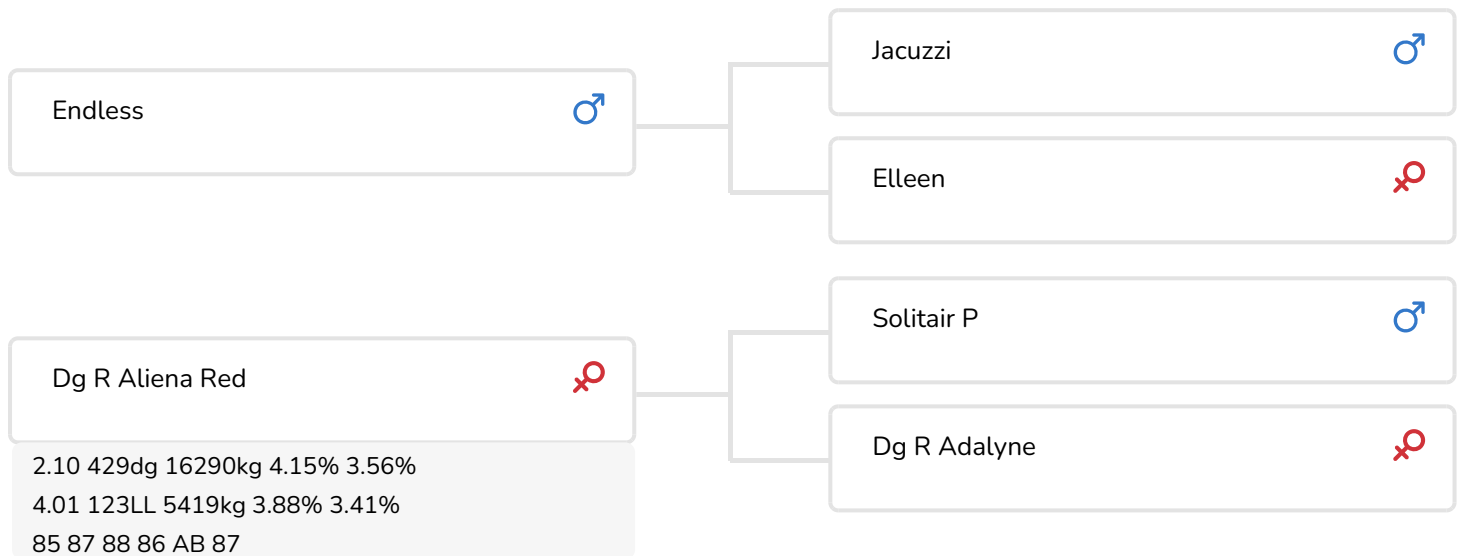 Endless
Jacuzzi
Elleen
Dg R Aliena Red
2.10 429dg 16290kg 4.15% 3.56%
4.01 123LL 5419kg 3.88% 3.41%
85 87 88 86 AB 87
Solitair P
Dg R Adalyne